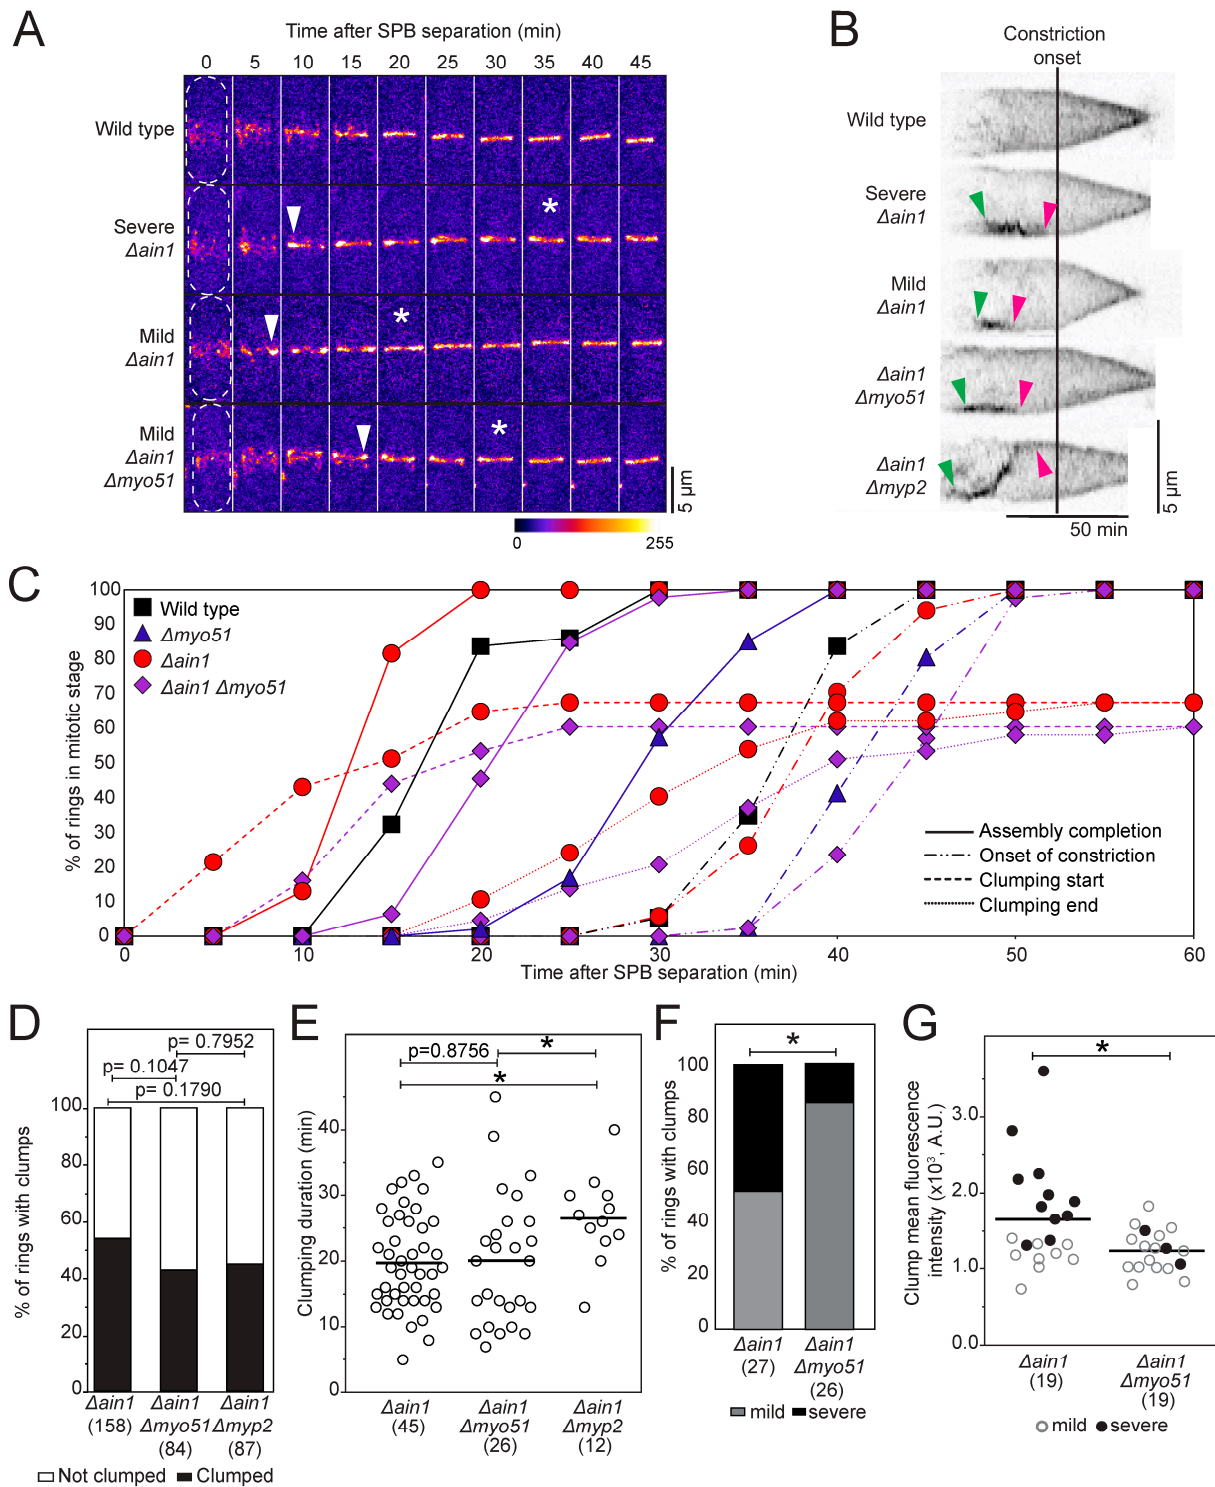 A
Time after SPB separation (min)
0 5 10 15 20 25 30 35 40 45
Wild type
Severe
Δain1
*
Mild
Δain1
*
Mild
Δain1
Δmyo51
*
5 μm
0 255
B
Constriction
onset
Wild type
Severe
Δain1
Mild
Δain1
Δain1
Δmyo51
Δain1
Δmyp2
5 μm
50 min
C
% of rings in mitotic stage
100
90
80
70
60
50
40
30
20
10
0
Wild type
Δmyo51
Δain1
Δain1 Δmyo51
Assembly completion
Onset of constriction
Clumping start
Clumping end
0 10 20 30 40 50 60
Time after SPB separation (min)
D
% of rings with clumps
p= 0.7952
p= 0.1047
p= 0.1790
100
80
60
40
20
0
Δain1
(158)
Δain1
Δmyo51
(84)
Δain1
Δmyp2
(87)
Not clumped Clumped
E
Clumping duration (min)
p=0.8756
*
*
40
30
20
10
0
Δain1
(45)
Δain1
Δmyo51
(26)
Δain1
Δmyp2
(12)
F
% of rings with clumps
*
100
80
60
40
20
0
Δain1
(27)
Δain1
Δmyo51
(26)
mild severe
G
Clump mean fluorescence
intensity (x10³, A.U.)
*
3.0
2.0
1.0
0.0
Δain1
(19)
Δain1
Δmyo51
(19)
mild severe